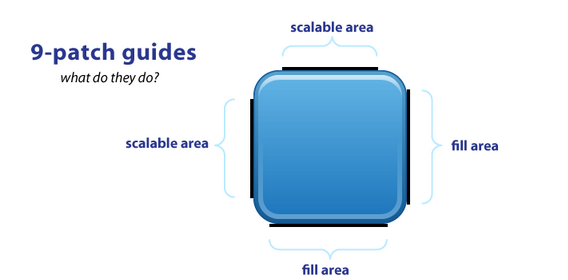 scalable area
9-patch guides
what do they do?
scalable area
fill area
fill area